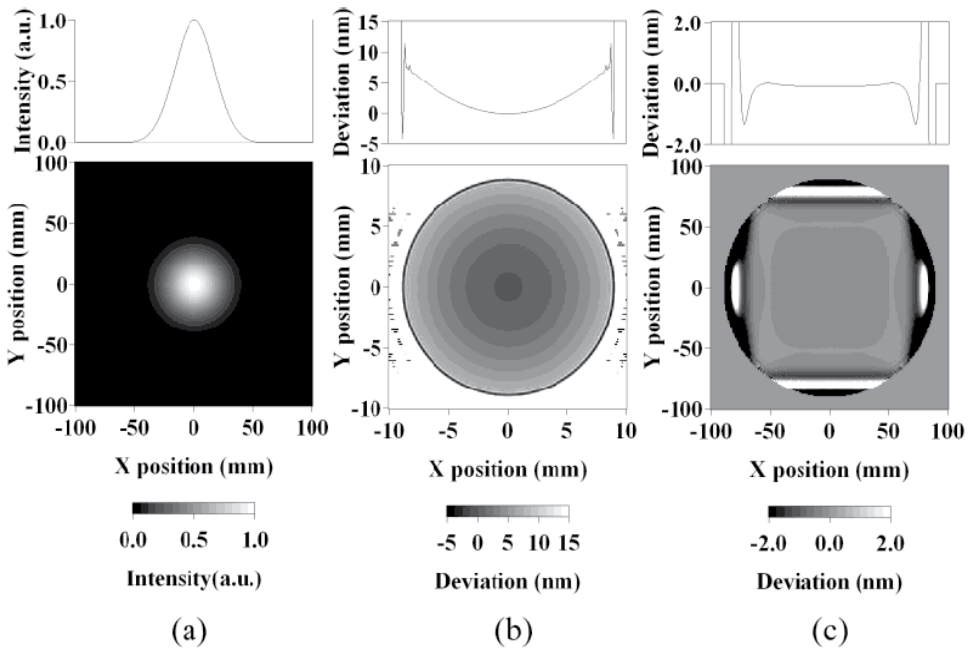 Intensity (a.u.)
1.0
0.5
0.0
Y position (mm)
100
50
0
-50
-100
-100 -50 0 50 100
X position (mm)
0.0 0.5 1.0
Intensity(a.u.)
(a)
Deviation (nm)
15
10
5
0
-5
Y position (mm)
10
5
0
-5
-10
-10 -5 0 5 10
X position (mm)
-5 0 5 10 15
Deviation (nm)
(b)
Deviation (nm)
2.0
0.0
-2.0
Y position (mm)
100
50
0
-50
-100
-100 -50 0 50 100
X position (mm)
-2.0 0.0 2.0
Deviation (nm)
(c)